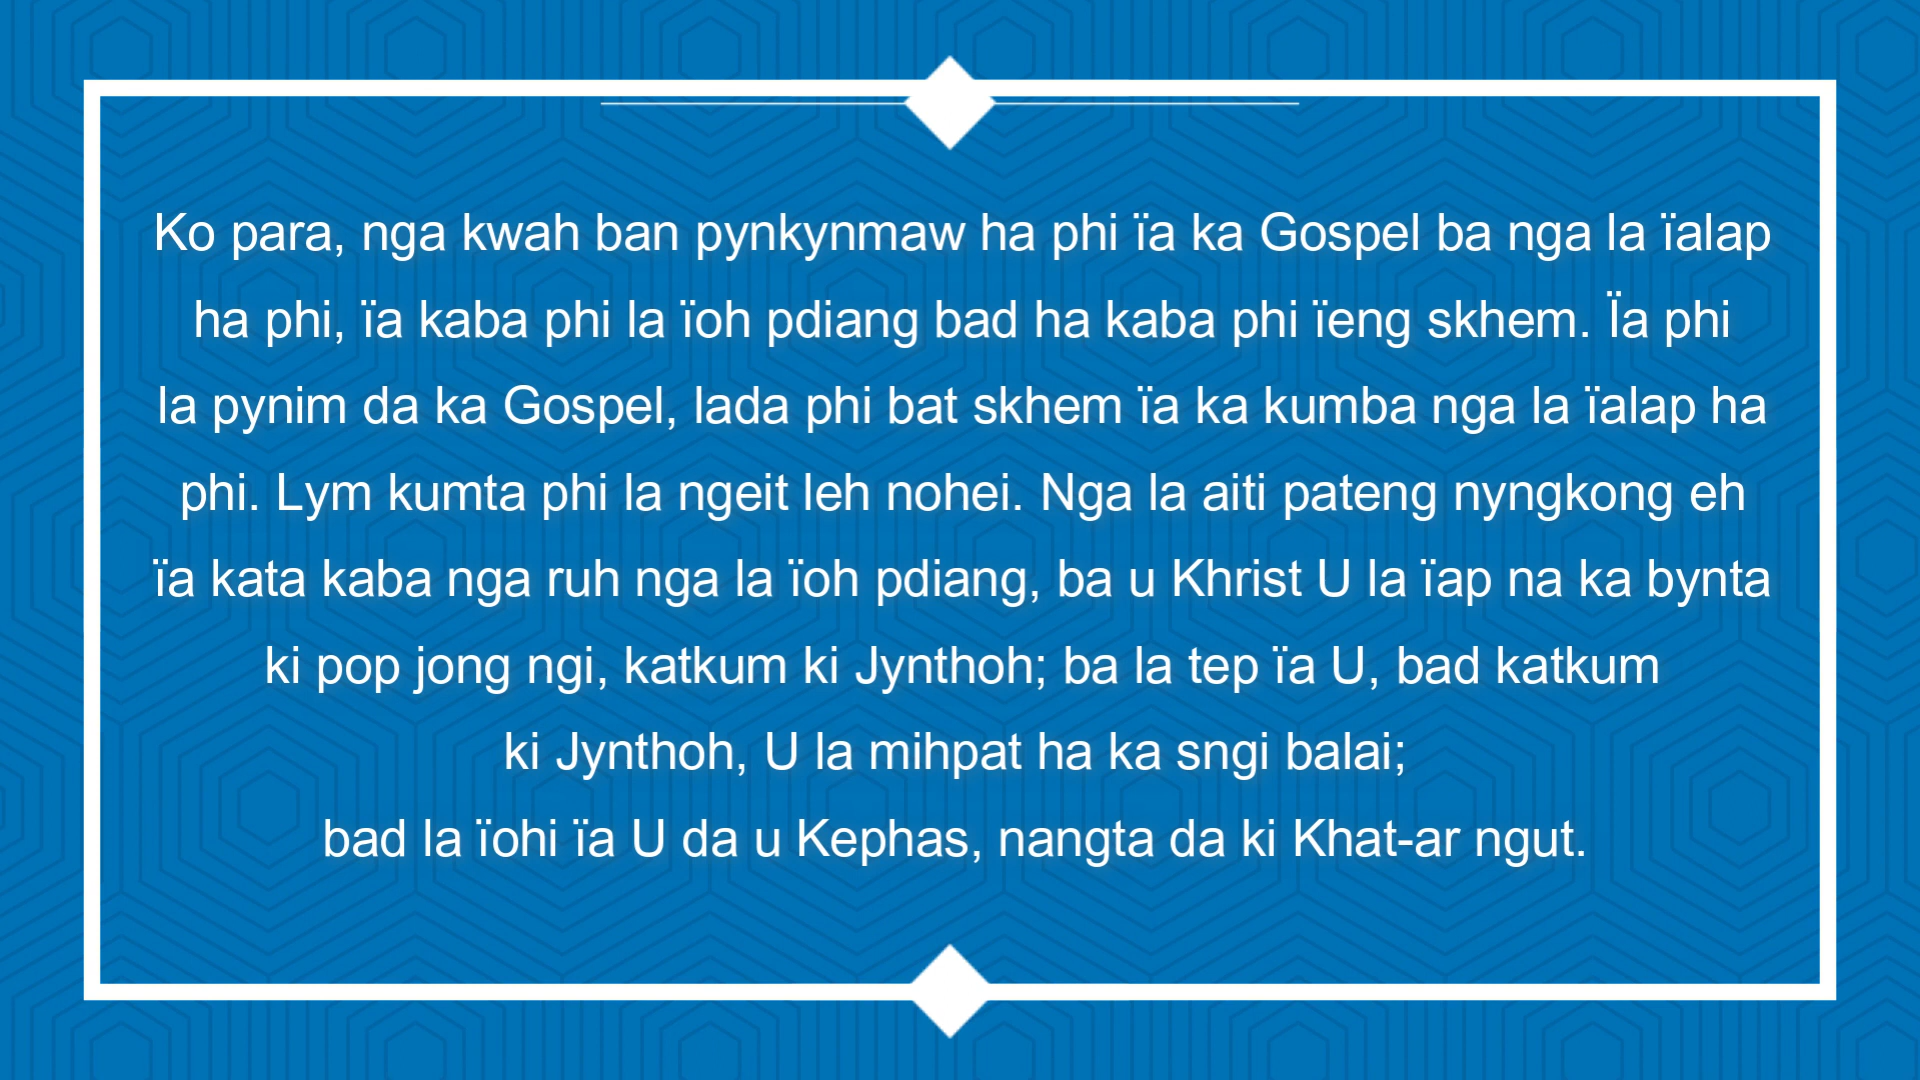 Ko para, nga kwah ban pynkynmaw ha phi ïa ka Gospel ba nga la ïalap
ha phi, ïa kaba phi la ïoh pdiang bad ha kaba phi ïeng skhem. Ïa phi
la pynim da ka Gospel, lada phi bat skhem ïa ka kumba nga la ïalap ha
phi. Lym kumta phi la ngeit leh nohei. Nga la aiti pateng nyngkong eh
ïa kata kaba nga ruh nga la ïoh pdiang, ba u Khrist U la ïap na ka bynta
ki pop jong ngi, katkum ki Jynthoh; ba la tep ïa U, bad katkum
ki Jynthoh, U la mihpat ha ka sngi balai;
bad la ïohi ïa U da u Kephas, nangta da ki Khat-ar ngut.